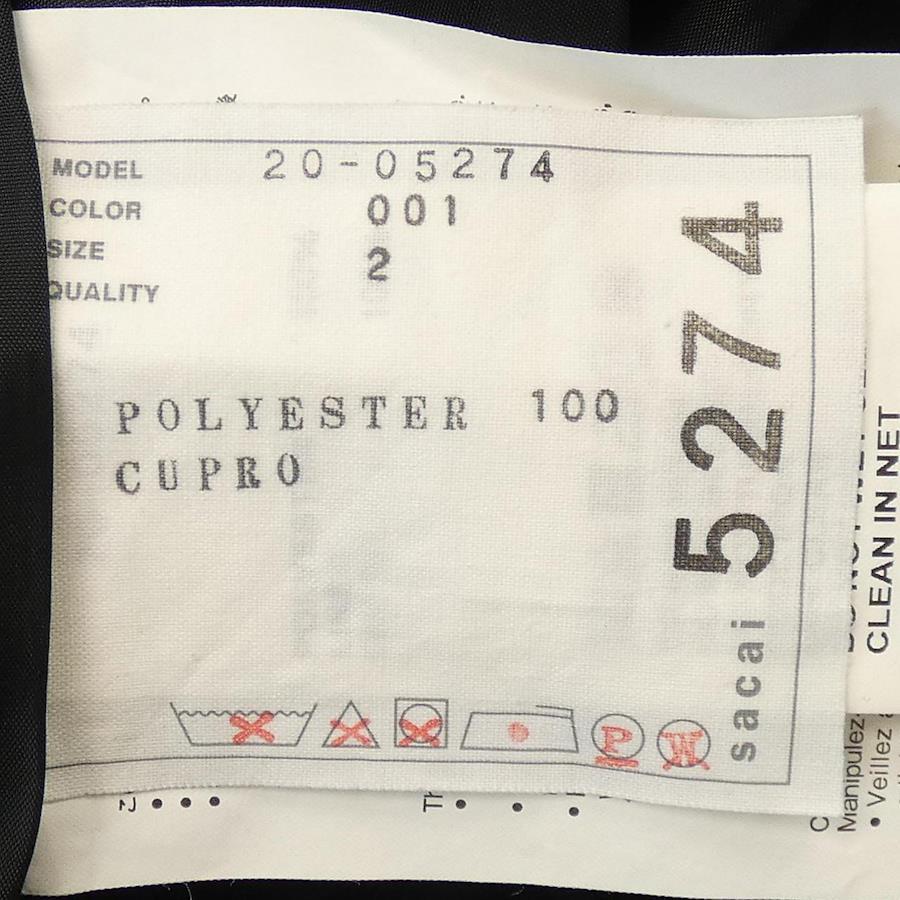 MODEL 20-05274
COLOR 001
SIZE 2
QUALITY
POLYESTER 100
CUPRO
P W
sacai 5274
CLEAN IN NET
Manipulez
• Veillez